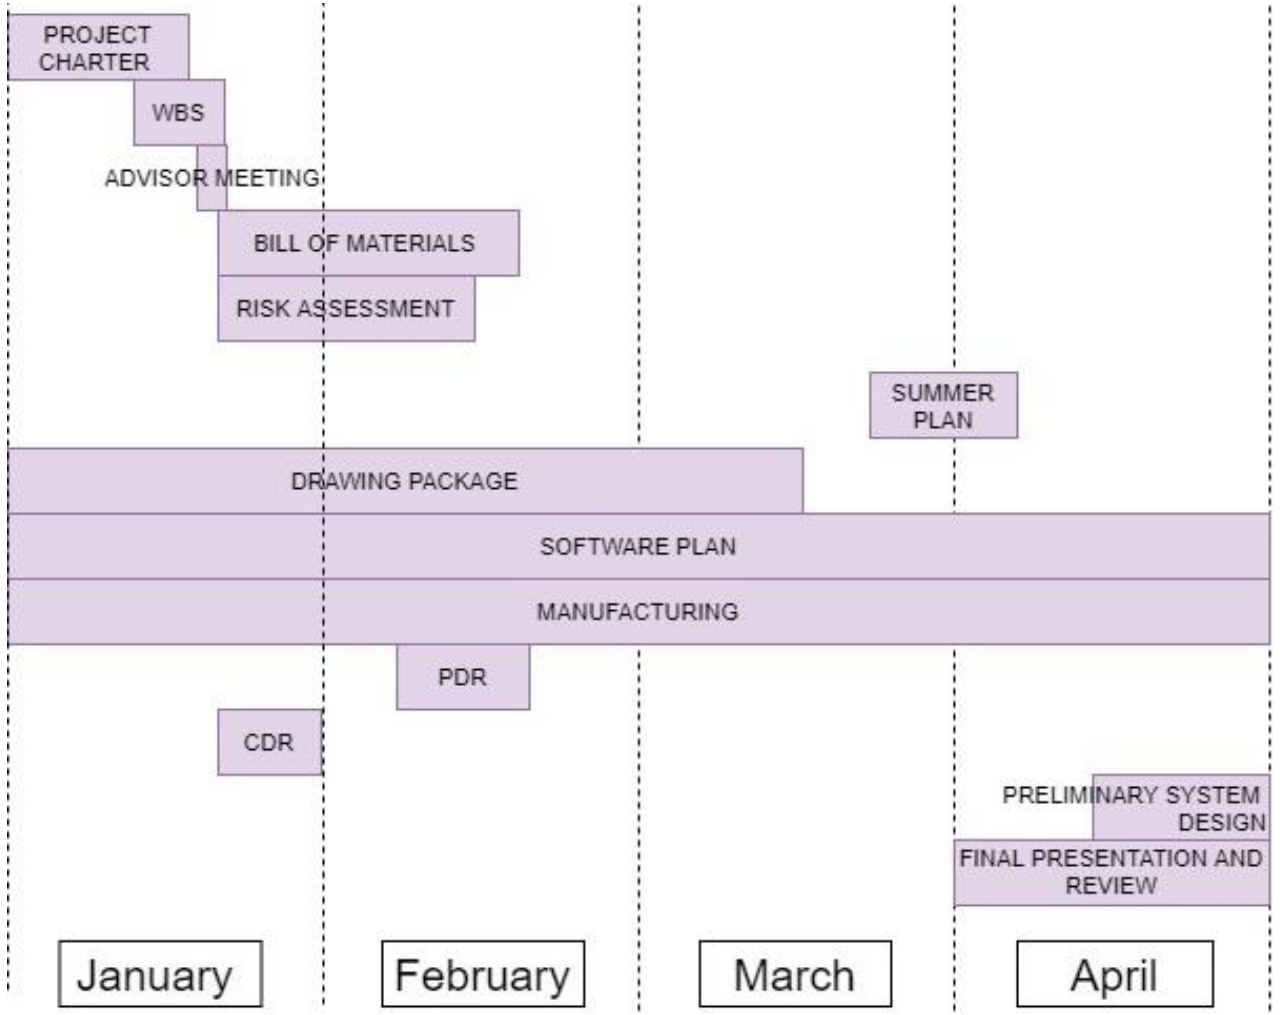 PROJECT
CHARTER
WBS
ADVISOR MEETING
BILL OF MATERIALS
RISK ASSESSMENT
SUMMER
PLAN
DRAWING PACKAGE
SOFTWARE PLAN
MANUFACTURING
PDR
CDR
PRELIMINARY SYSTEM
DESIGN
FINAL PRESENTATION AND
REVIEW
January
February
March
April